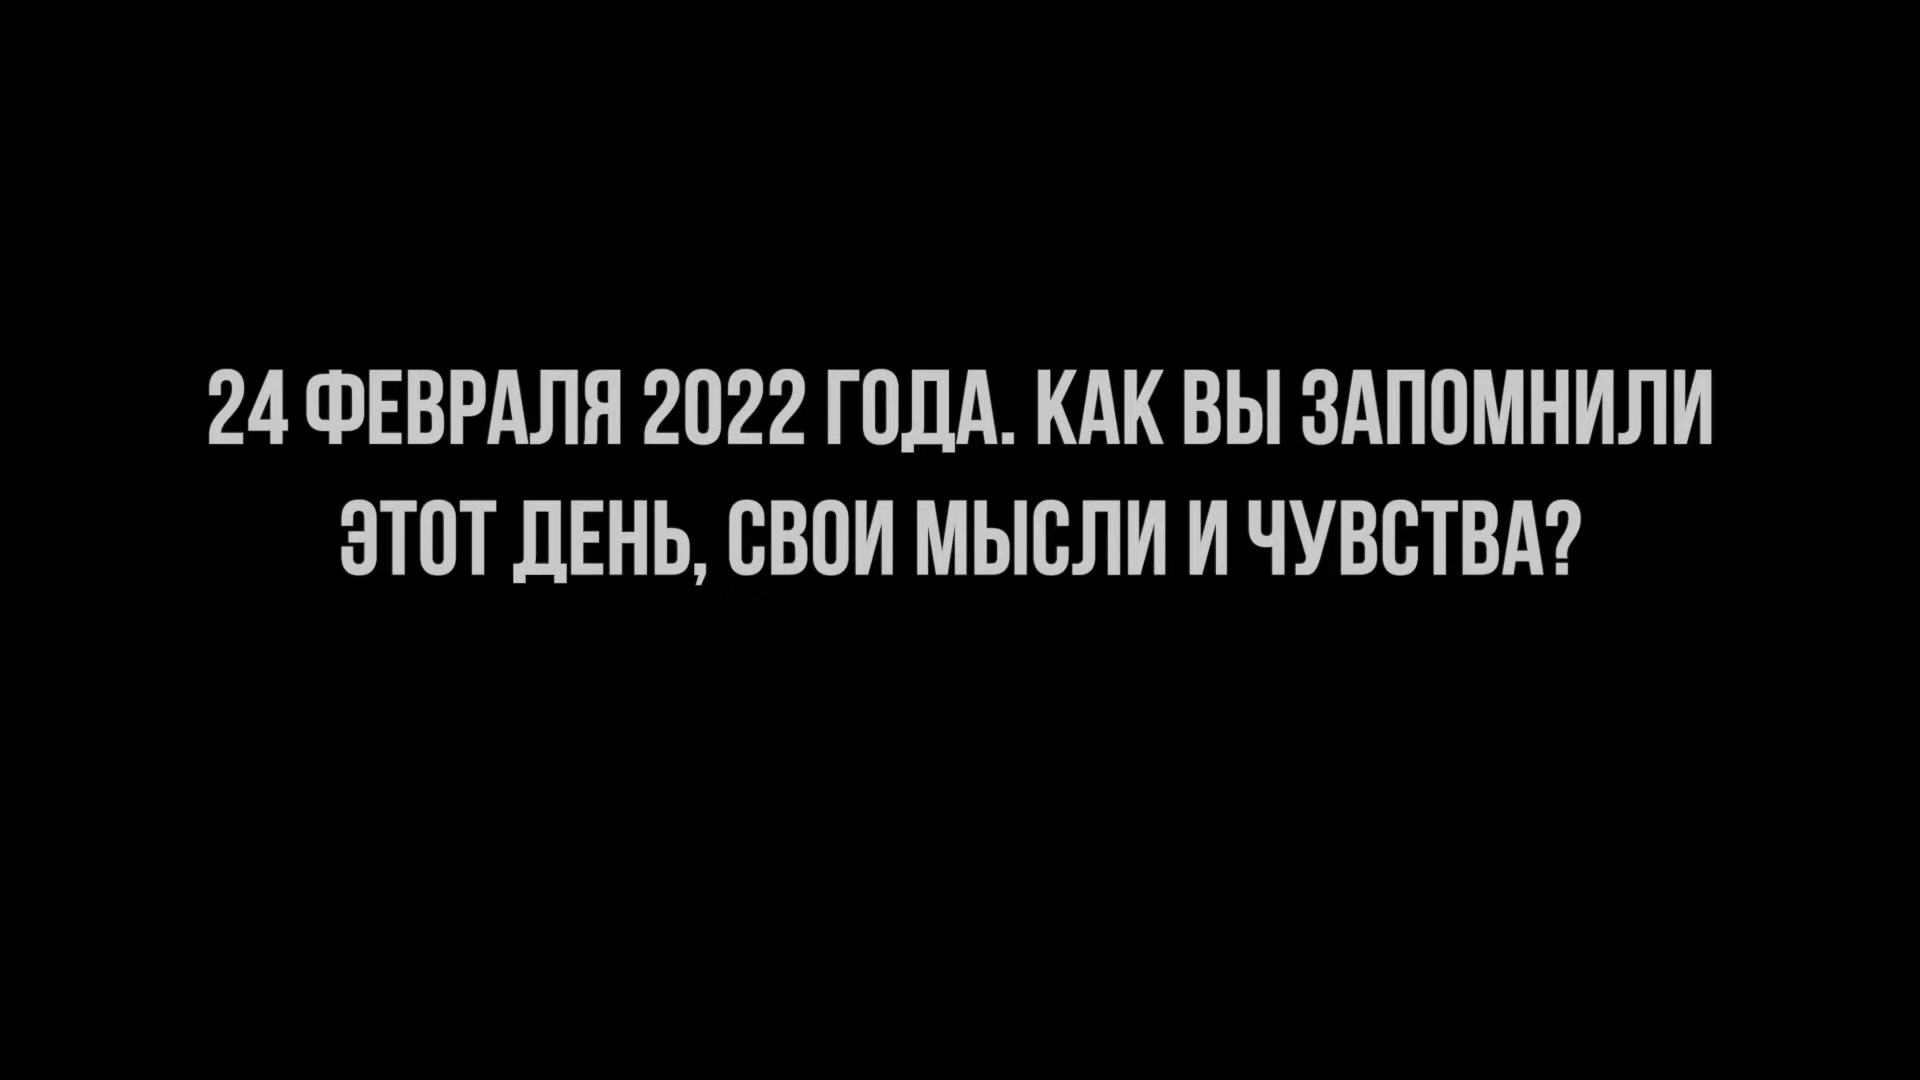 24 ФЕВРАЛЯ 2022 ГОДА. КАК ВЫ ЗАПОМНИЛИ
ЭТОТ ДЕНЬ, СВОИ МЫСЛИ И ЧУВСТВА?